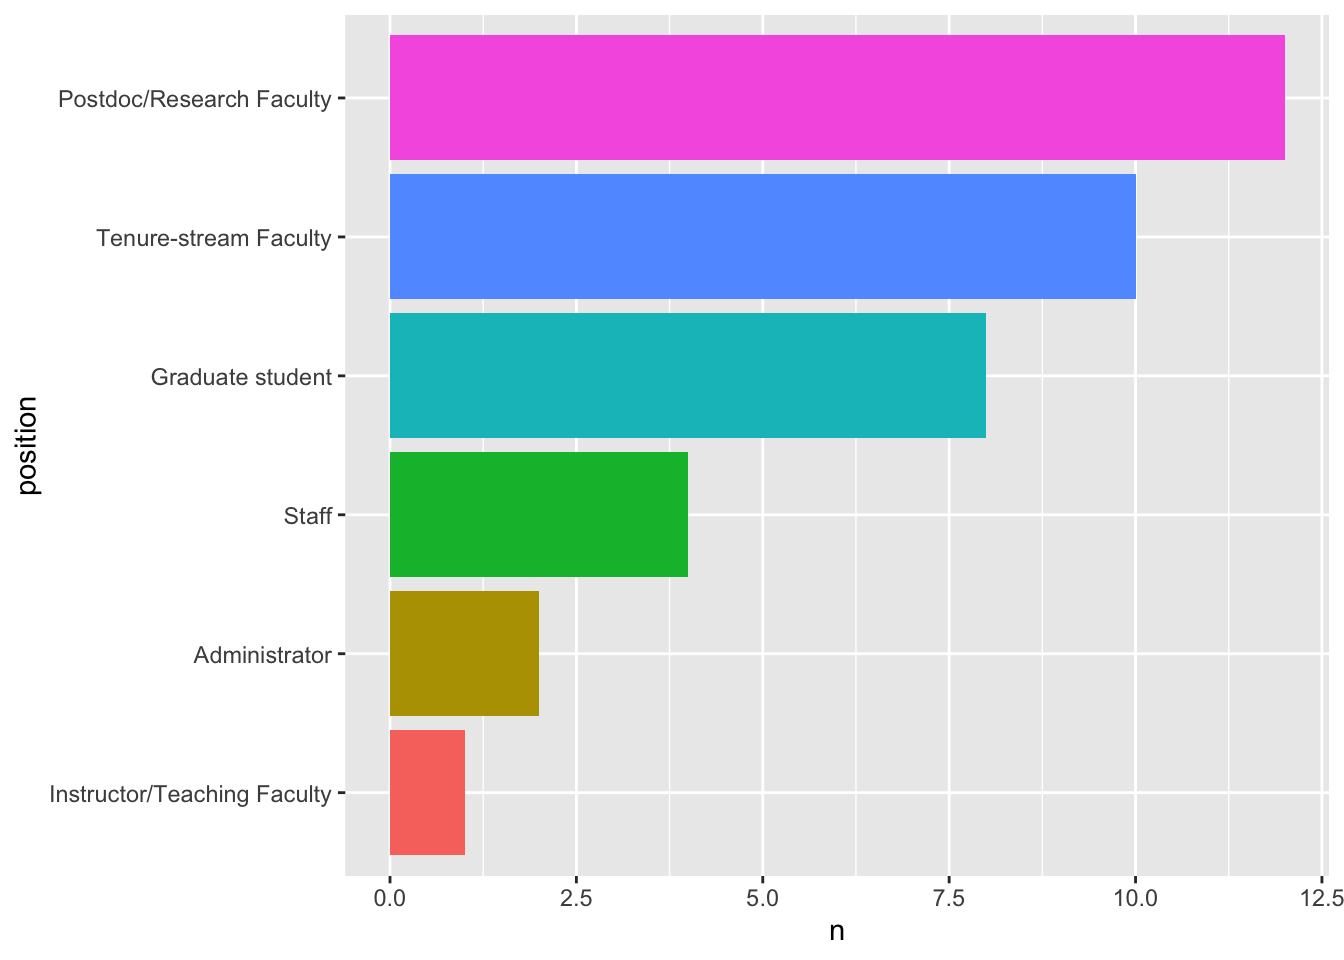 position
Postdoc/Research Faculty
Tenure-stream Faculty
Graduate student
Staff
Administrator
Instructor/Teaching Faculty
0.0 2.5 5.0 7.5 10.0 12.5
n